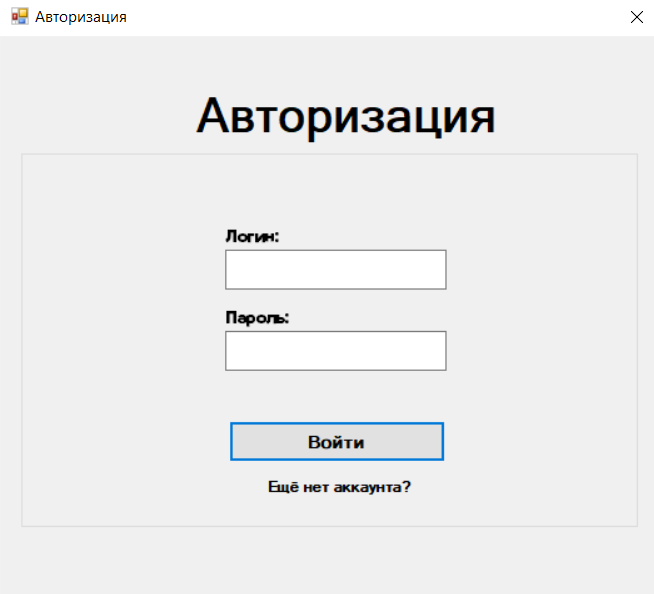 Авторизация
Авторизация
Логин:
Пароль:
Войти
Ещё нет аккаунта?